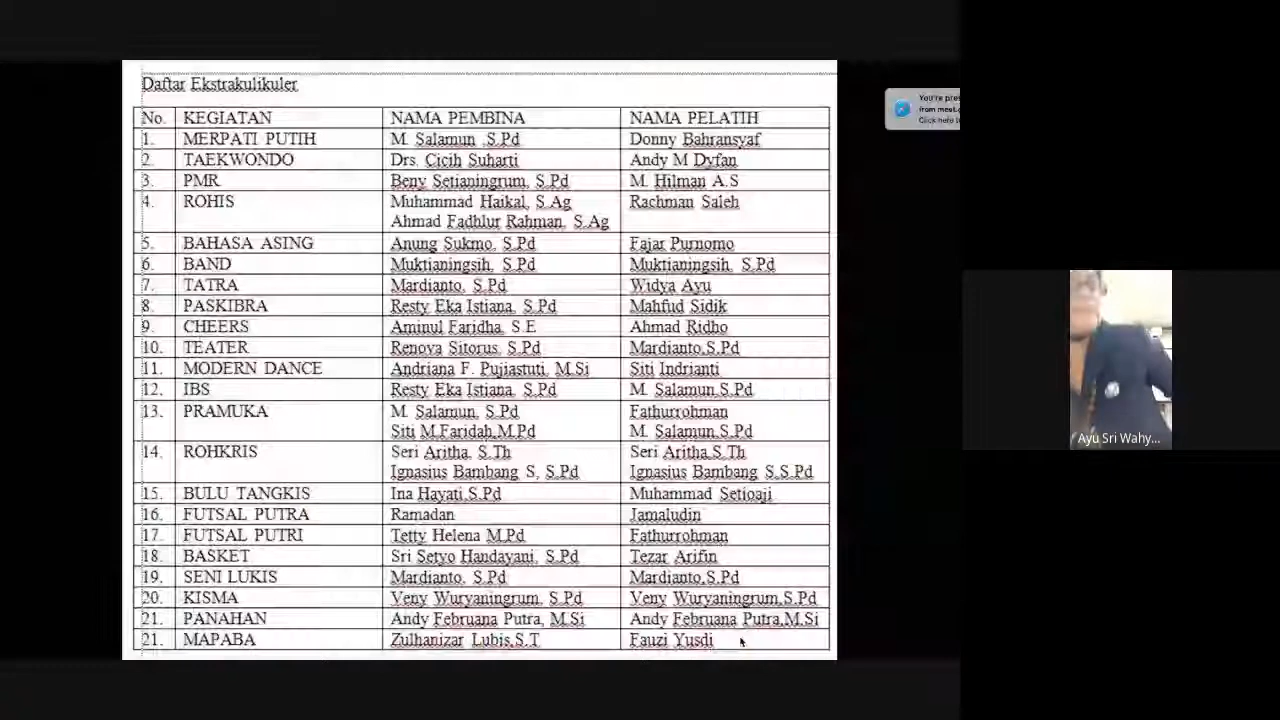 Daftar Ekstrakulikuler
No. KEGIATAN NAMA PEMBINA NAMA PELATIH
1. MERPATI PUTIH M. Salamun ,S.Pd Donny Bahransyaf
2. TAEKWONDO Drs. Cicih Suharti Andy M Dyfan
3. PMR Beny Setianingrum, S.Pd M. Hilman A.S
4. ROHIS Muhammad Haikal, S.Ag Rachman Saleh
Ahmad Fadhlur Rahman, S.Ag
5. BAHASA ASING Anung Sukmo, S.Pd Fajar Purnomo
6. BAND Muktianingsih, S.Pd Muktianingsih, S.Pd
7. TATRA Mardianto, S.Pd Widya Ayu
8. PASKIBRA Resty Eka Istiana, S.Pd Mahfud Sidik
9. CHEERS Aminul Faridha, S.E Ahmad Ridho
10. TEATER Renova Sitorus, S.Pd Mardianto,S.Pd
11. MODERN DANCE Andriana F. Pujiastuti, M.Si Siti Indrianti
12. IBS Resty Eka Istiana, S.Pd M. Salamun,S.Pd
13. PRAMUKA M. Salamun, S.Pd Fathurrohman
Siti M.Faridah,M.Pd M. Salamun,S.Pd
14. ROHKRIS Seri Aritha, S.Th Seri Aritha,S.Th
Ignasius Bambang S, S.Pd Ignasius Bambang S,S.Pd
15. BULU TANGKIS Ina Hayati,S.Pd Muhammad Setioaji
16. FUTSAL PUTRA Ramadan Jamaludin
17. FUTSAL PUTRI Tetty Helena M.Pd Fathurrohman
18. BASKET Sri Setyo Handayani, S.Pd Tezar Arifin
19. SENI LUKIS Mardianto, S.Pd Mardianto,S.Pd
20. KISMA Veny Wuryaningrum, S.Pd Veny Wuryaningrum,S.Pd
21. PANAHAN Andy Februana Putra, M.Si Andy Februana Putra,M.Si
21. MAPABA Zulhanizar Lubis,S.T Fauzi Yusdi
You're pres
from meet.
Click here t
Ayu Sri Wahy...